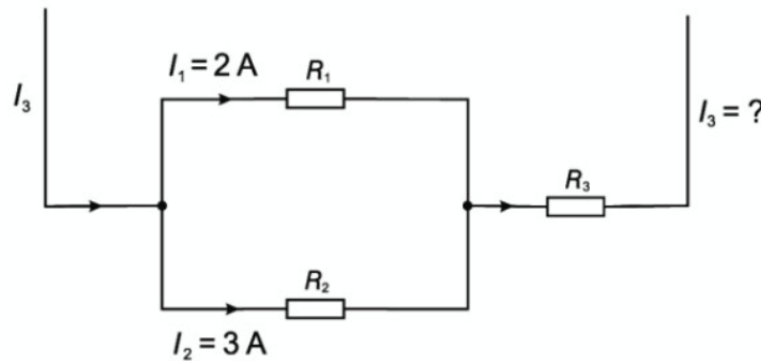 I₁ = 2 A
R₁
I₃
I₃ = ?
R₃
R₂
I₂ = 3 A